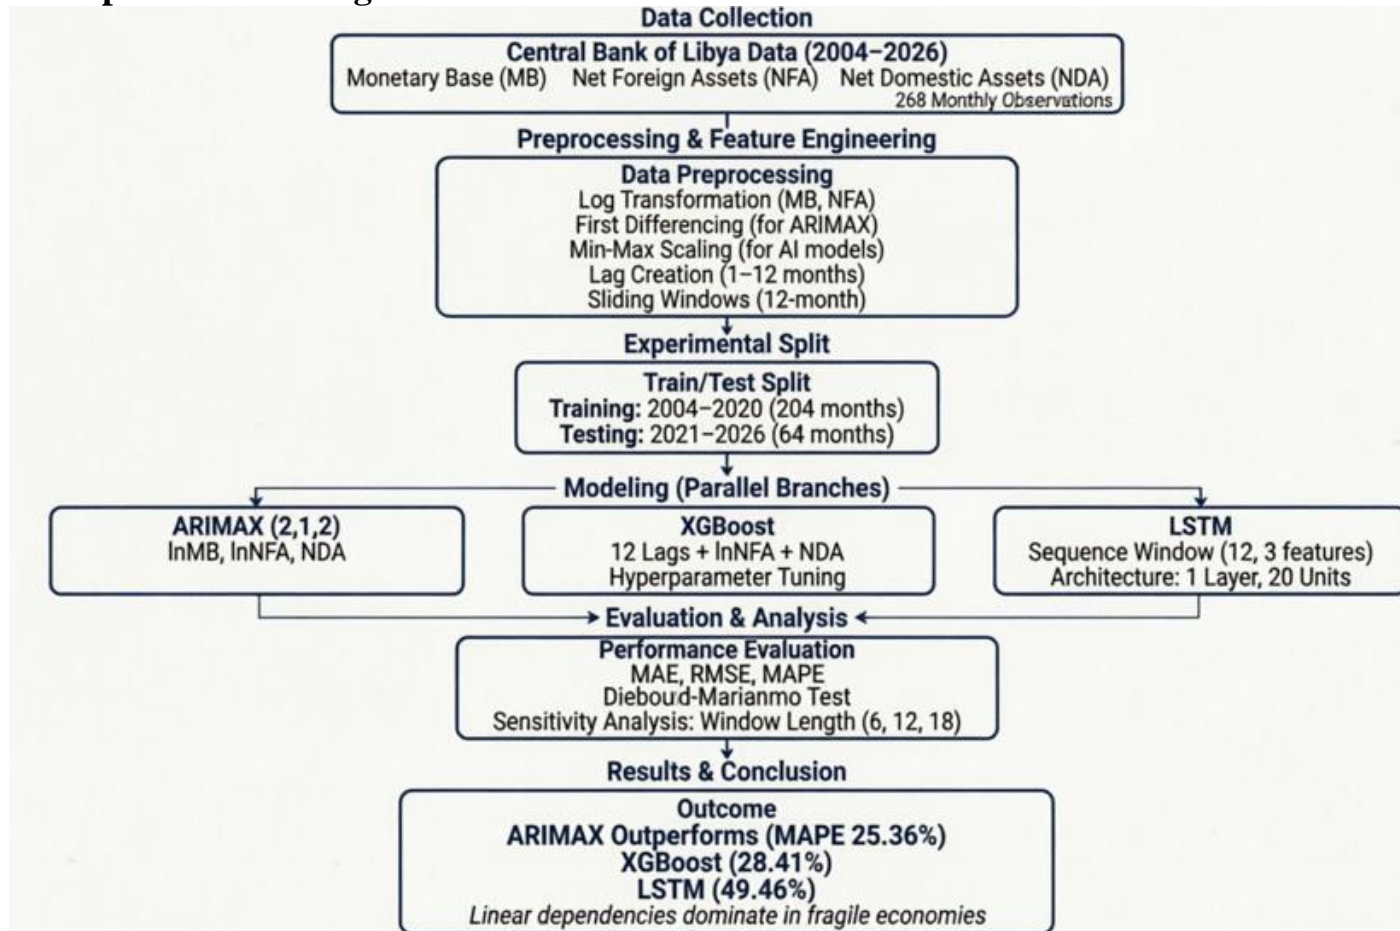 Data Collection
Central Bank of Libya Data (2004–2026)
Monetary Base (MB) Net Foreign Assets (NFA) Net Domestic Assets (NDA)
268 Monthly Observations
Preprocessing & Feature Engineering
Data Preprocessing
Log Transformation (MB, NFA)
First Differencing (for ARIMAX)
Min-Max Scaling (for AI models)
Lag Creation (1–12 months)
Sliding Windows (12-month)
Experimental Split
Train/Test Split
Training: 2004–2020 (204 months)
Testing: 2021–2026 (64 months)
Modeling (Parallel Branches)
ARIMAX (2,1,2)
lnMB, lnNFA, NDA
XGBoost
12 Lags + lnNFA + NDA
Hyperparameter Tuning
LSTM
Sequence Window (12, 3 features)
Architecture: 1 Layer, 20 Units
Evaluation & Analysis
Performance Evaluation
MAE, RMSE, MAPE
Dieboud-Marianmo Test
Sensitivity Analysis: Window Length (6, 12, 18)
Results & Conclusion
Outcome
ARIMAX Outperforms (MAPE 25.36%)
XGBoost (28.41%)
LSTM (49.46%)
Linear dependencies dominate in fragile economies